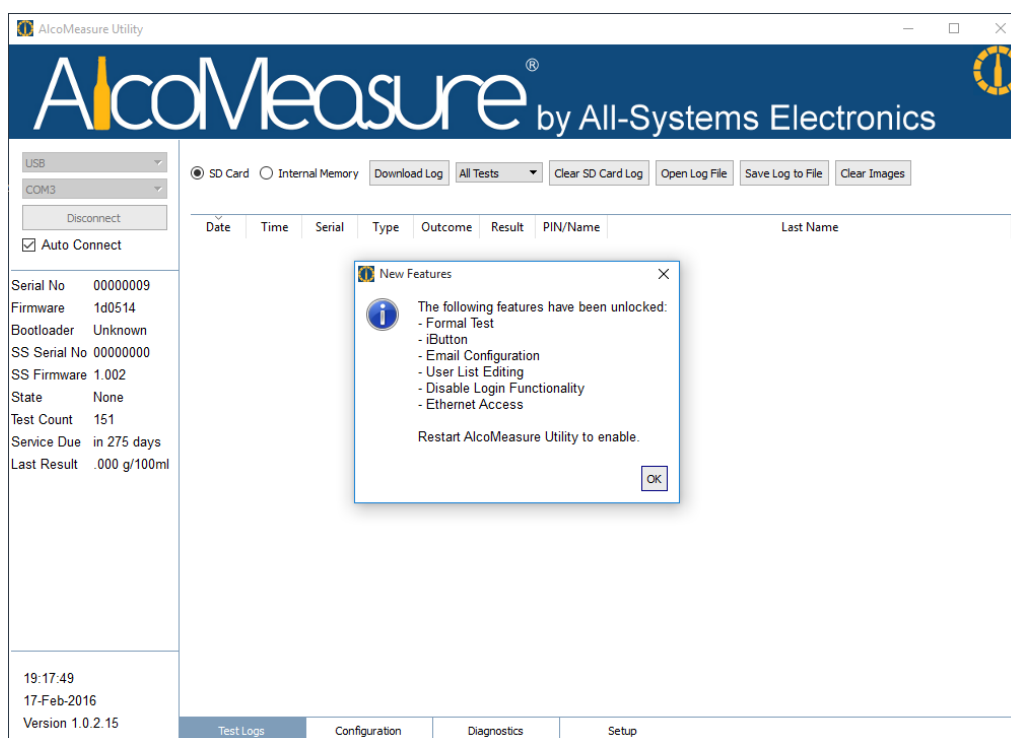 AlcoMeasure Utility
AlcoMeasure® by All-Systems Electronics
USB
COM3
Disconnect
Auto Connect
Serial No 00000009
Firmware 1d0514
Bootloader Unknown
SS Serial No 00000000
SS Firmware 1.002
State None
Test Count 151
Service Due in 275 days
Last Result .000 g/100ml
19:17:49
17-Feb-2016
Version 1.0.2.15
SD Card Internal Memory Download Log All Tests Clear SD Card Log Open Log File Save Log to File Clear Images
Date Time Serial Type Outcome Result PIN/Name Last Name
New Features
The following features have been unlocked:
- Formal Test
- iButton
- Email Configuration
- User List Editing
- Disable Login Functionality
- Ethernet Access
Restart AlcoMeasure Utility to enable.
OK
Test Logs Configuration Diagnostics Setup